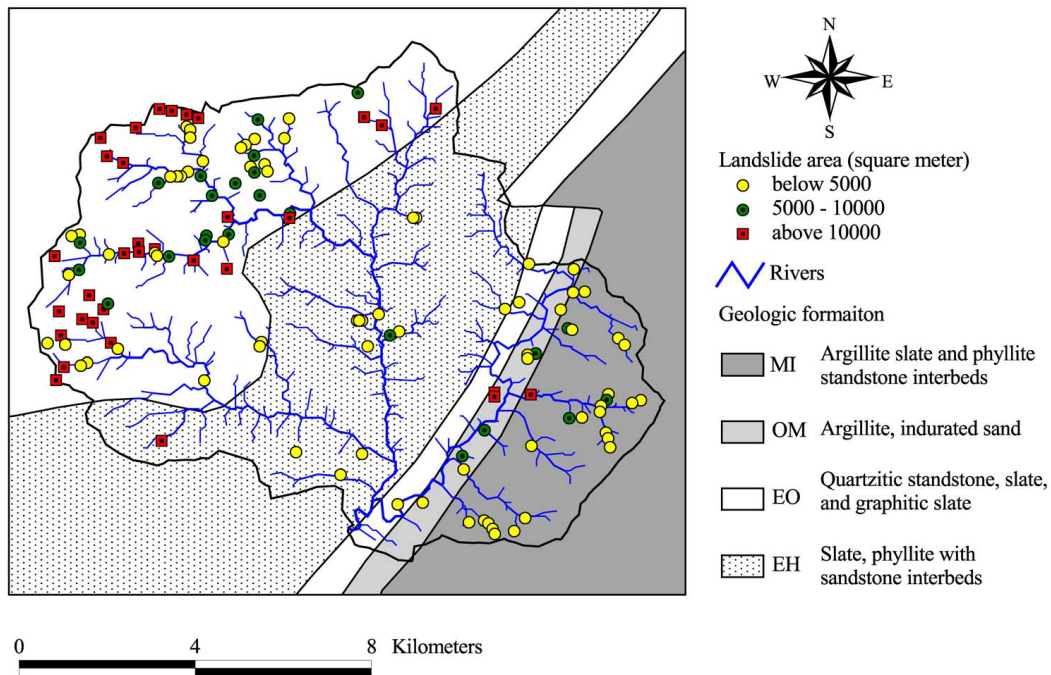 N
W E
S
Landslide area (square meter)
below 5000
5000 - 10000
above 10000
Rivers
Geologic formaiton
MI Argillite slate and phyllite
standstone interbeds
OM Argillite, indurated sand
EO Quartzitic standstone, slate,
and graphitic slate
EH Slate, phyllite with
sandstone interbeds
0 4 8 Kilometers